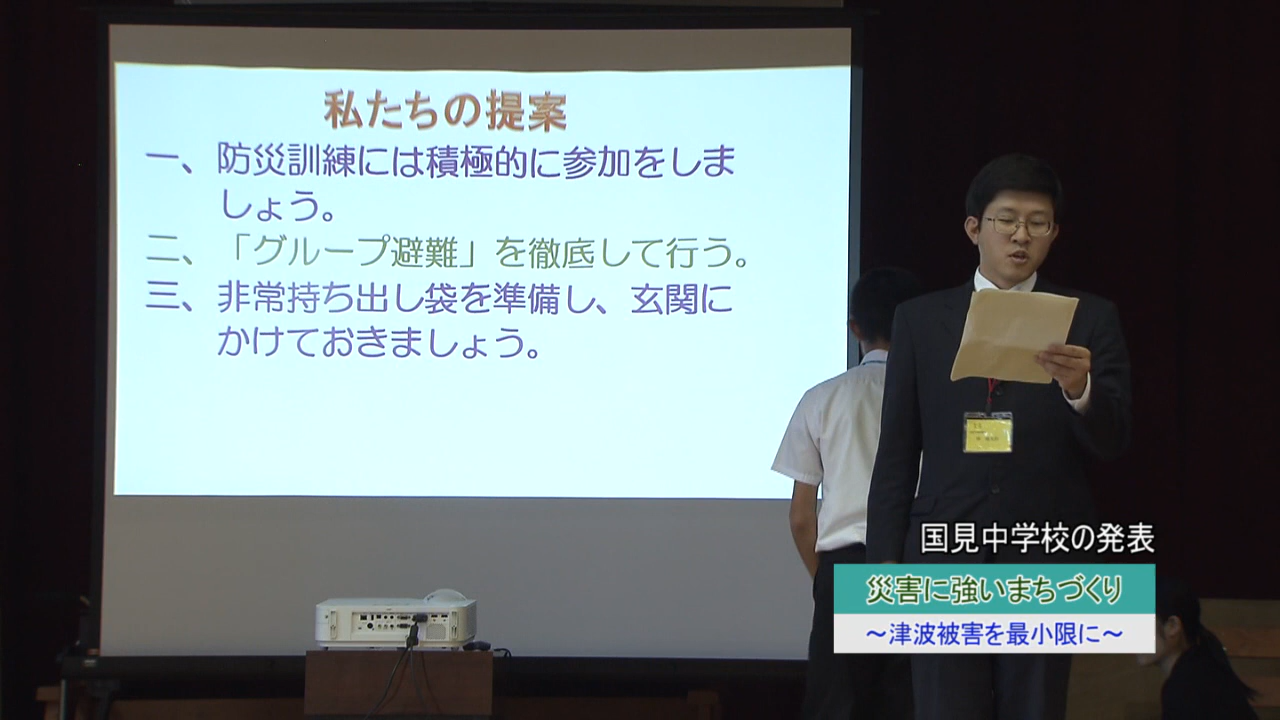 私たちの提案
一、防災訓練には積極的に参加をしま
しょう。
二、「グループ避難」を徹底して行う。
三、非常持ち出し袋を準備し、玄関に
かけておきましょう。
国見中学校の発表
災害に強いまちづくり
～津波被害を最小限に～